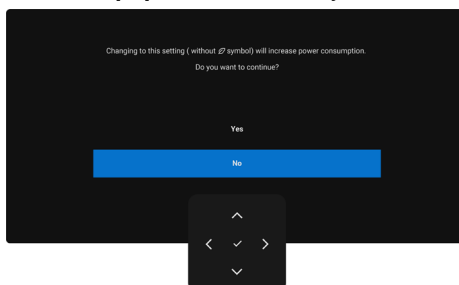 Changing to this setting ( without symbol) will increase power consumption.
Do you want to continue?
Yes
No